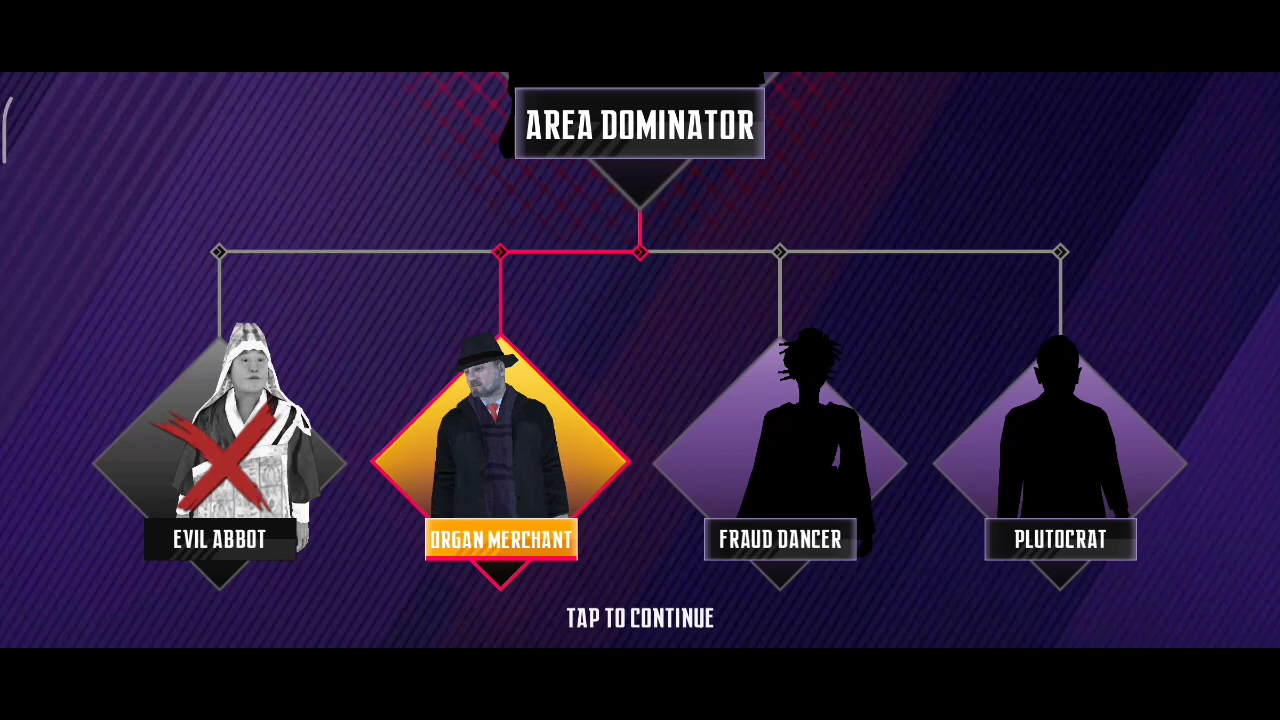 AREA DOMINATOR
EVIL ABBOT
ORGAN MERCHANT
FRAUD DANCER
PLUTOCRAT
TAP TO CONTINUE